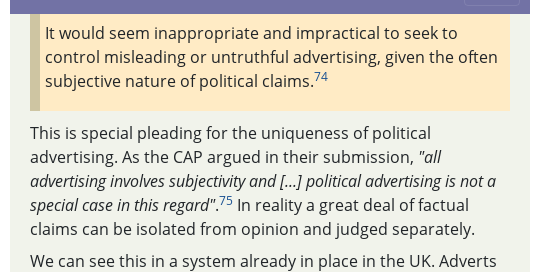 It would seem inappropriate and impractical to seek to
control misleading or untruthful advertising, given the often
subjective nature of political claims.74
This is special pleading for the uniqueness of political
advertising. As the CAP argued in their submission, "all
advertising involves subjectivity and [...] political advertising is not a
special case in this regard".75 In reality a great deal of factual
claims can be isolated from opinion and judged separately.
We can see this in a system already in place in the UK. Adverts